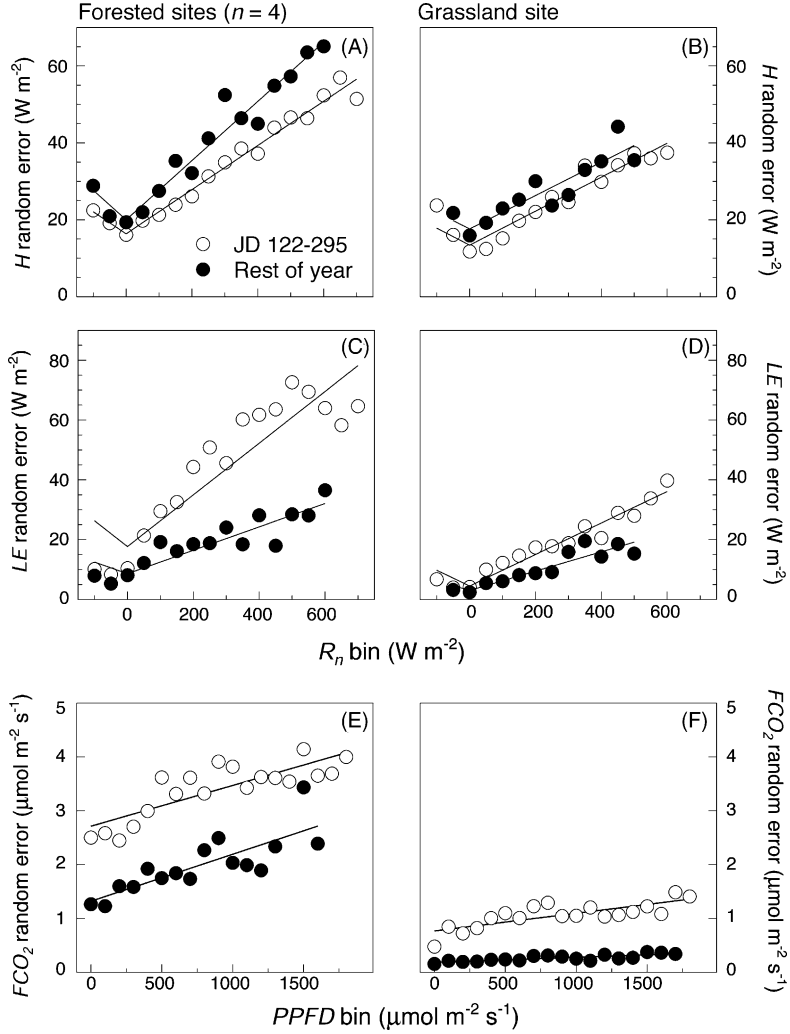 Forested sites (n = 4)
Grassland site
(A)
(B)
60
40
20
0
H random error (W m-2)
JD 122-295
Rest of year
60
40
20
0
H random error (W m-2)
(C)
(D)
80
60
40
20
0
LE random error (W m-2)
80
60
40
20
0
LE random error (W m-2)
0 200 400 600
0 200 400 600
Rn bin (W m-2)
(E)
(F)
5
4
3
2
1
0
FCO2 random error (μmol m-2 s-1)
5
4
3
2
1
0
FCO2 random error (μmol m-2 s-1)
0 500 1000 1500
0 500 1000 1500
PPFD bin (μmol m-2 s-1)